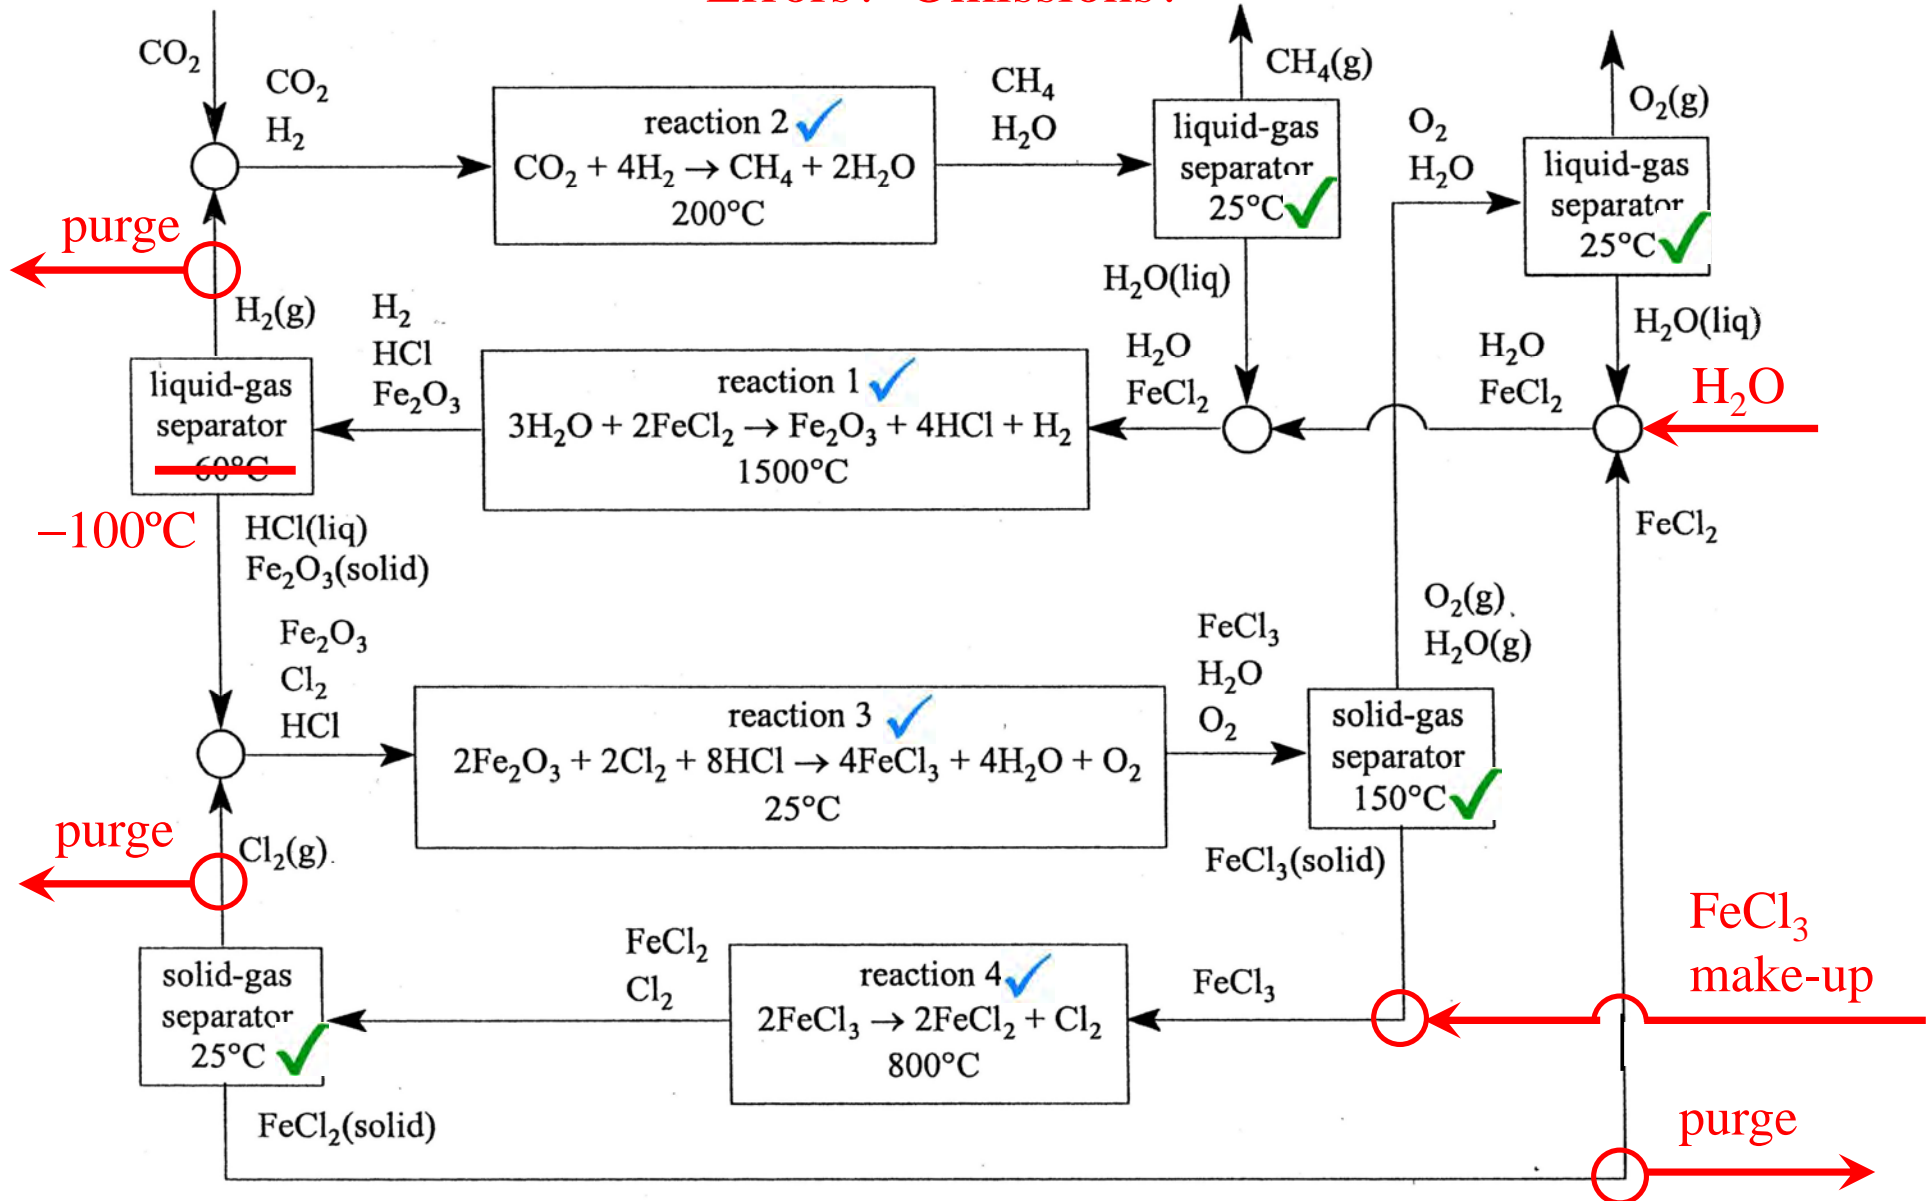 Errors? Omissions?
CO₂
CO₂
H₂
reaction 2
CO₂ + 4H₂ → CH₄ + 2H₂O
200°C
CH₄
H₂O
CH₄(g)
liquid-gas
separator
25°C
O₂
H₂O
O₂(g)
liquid-gas
separator
25°C
purge
H₂(g)
H₂
HCl
Fe₂O₃
H₂O(liq)
H₂O
FeCl₂
H₂O
FeCl₂
H₂O(liq)
H₂O
liquid-gas
separator
60°C
–100°C
reaction 1
3H₂O + 2FeCl₂ → Fe₂O₃ + 4HCl + H₂
1500°C
HCl(liq)
Fe₂O₃(solid)
FeCl₂
Fe₂O₃
Cl₂
HCl
reaction 3
2Fe₂O₃ + 2Cl₂ + 8HCl → 4FeCl₃ + 4H₂O + O₂
25°C
FeCl₃
H₂O
O₂
O₂(g)
H₂O(g)
solid-gas
separator
150°C
purge
Cl₂(g)
FeCl₃(solid)
solid-gas
separator
25°C
FeCl₂
Cl₂
reaction 4
2FeCl₃ → 2FeCl₂ + Cl₂
800°C
FeCl₃
FeCl₃
make-up
FeCl₂(solid)
purge